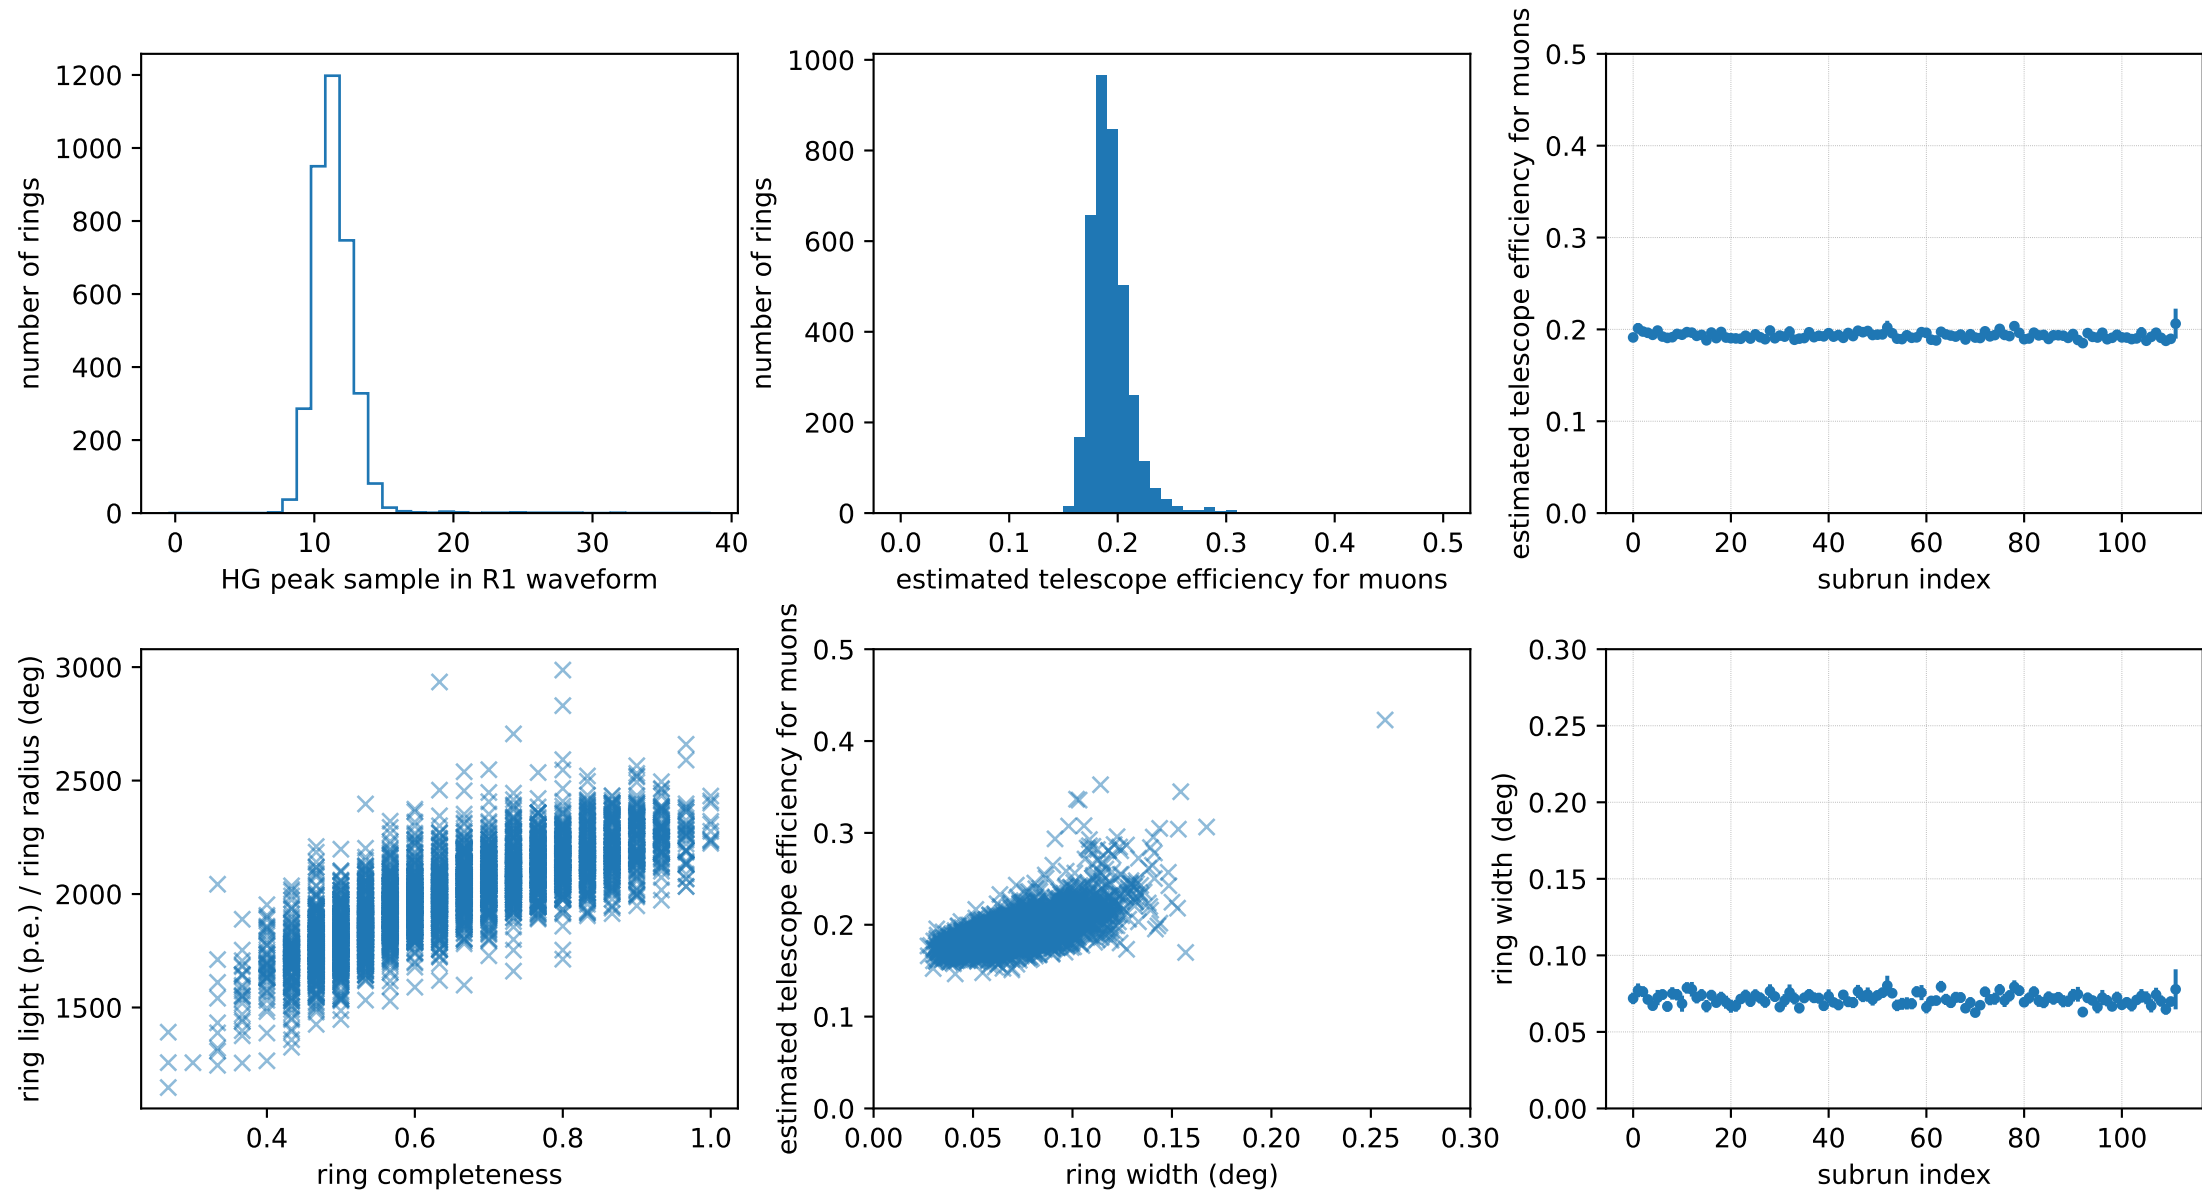 1200
1000
800
600
400
200
0
number of rings
0 10 20 30 40
HG peak sample in R1 waveform
1000
800
600
400
200
0
number of rings
0.0 0.1 0.2 0.3 0.4 0.5
estimated telescope efficiency for muons
0.5
0.4
0.3
0.2
0.1
0.0
estimated telescope efficiency for muons
0 20 40 60 80 100
subrun index
3000
2500
2000
1500
ring light (p.e.) / ring radius (deg)
0.4 0.6 0.8 1.0
ring completeness
0.5
0.4
0.3
0.2
0.1
0.0
estimated telescope efficiency for muons
0.00 0.05 0.10 0.15 0.20 0.25 0.30
ring width (deg)
0.30
0.25
0.20
0.15
0.10
0.05
0.00
ring width (deg)
0 20 40 60 80 100
subrun index